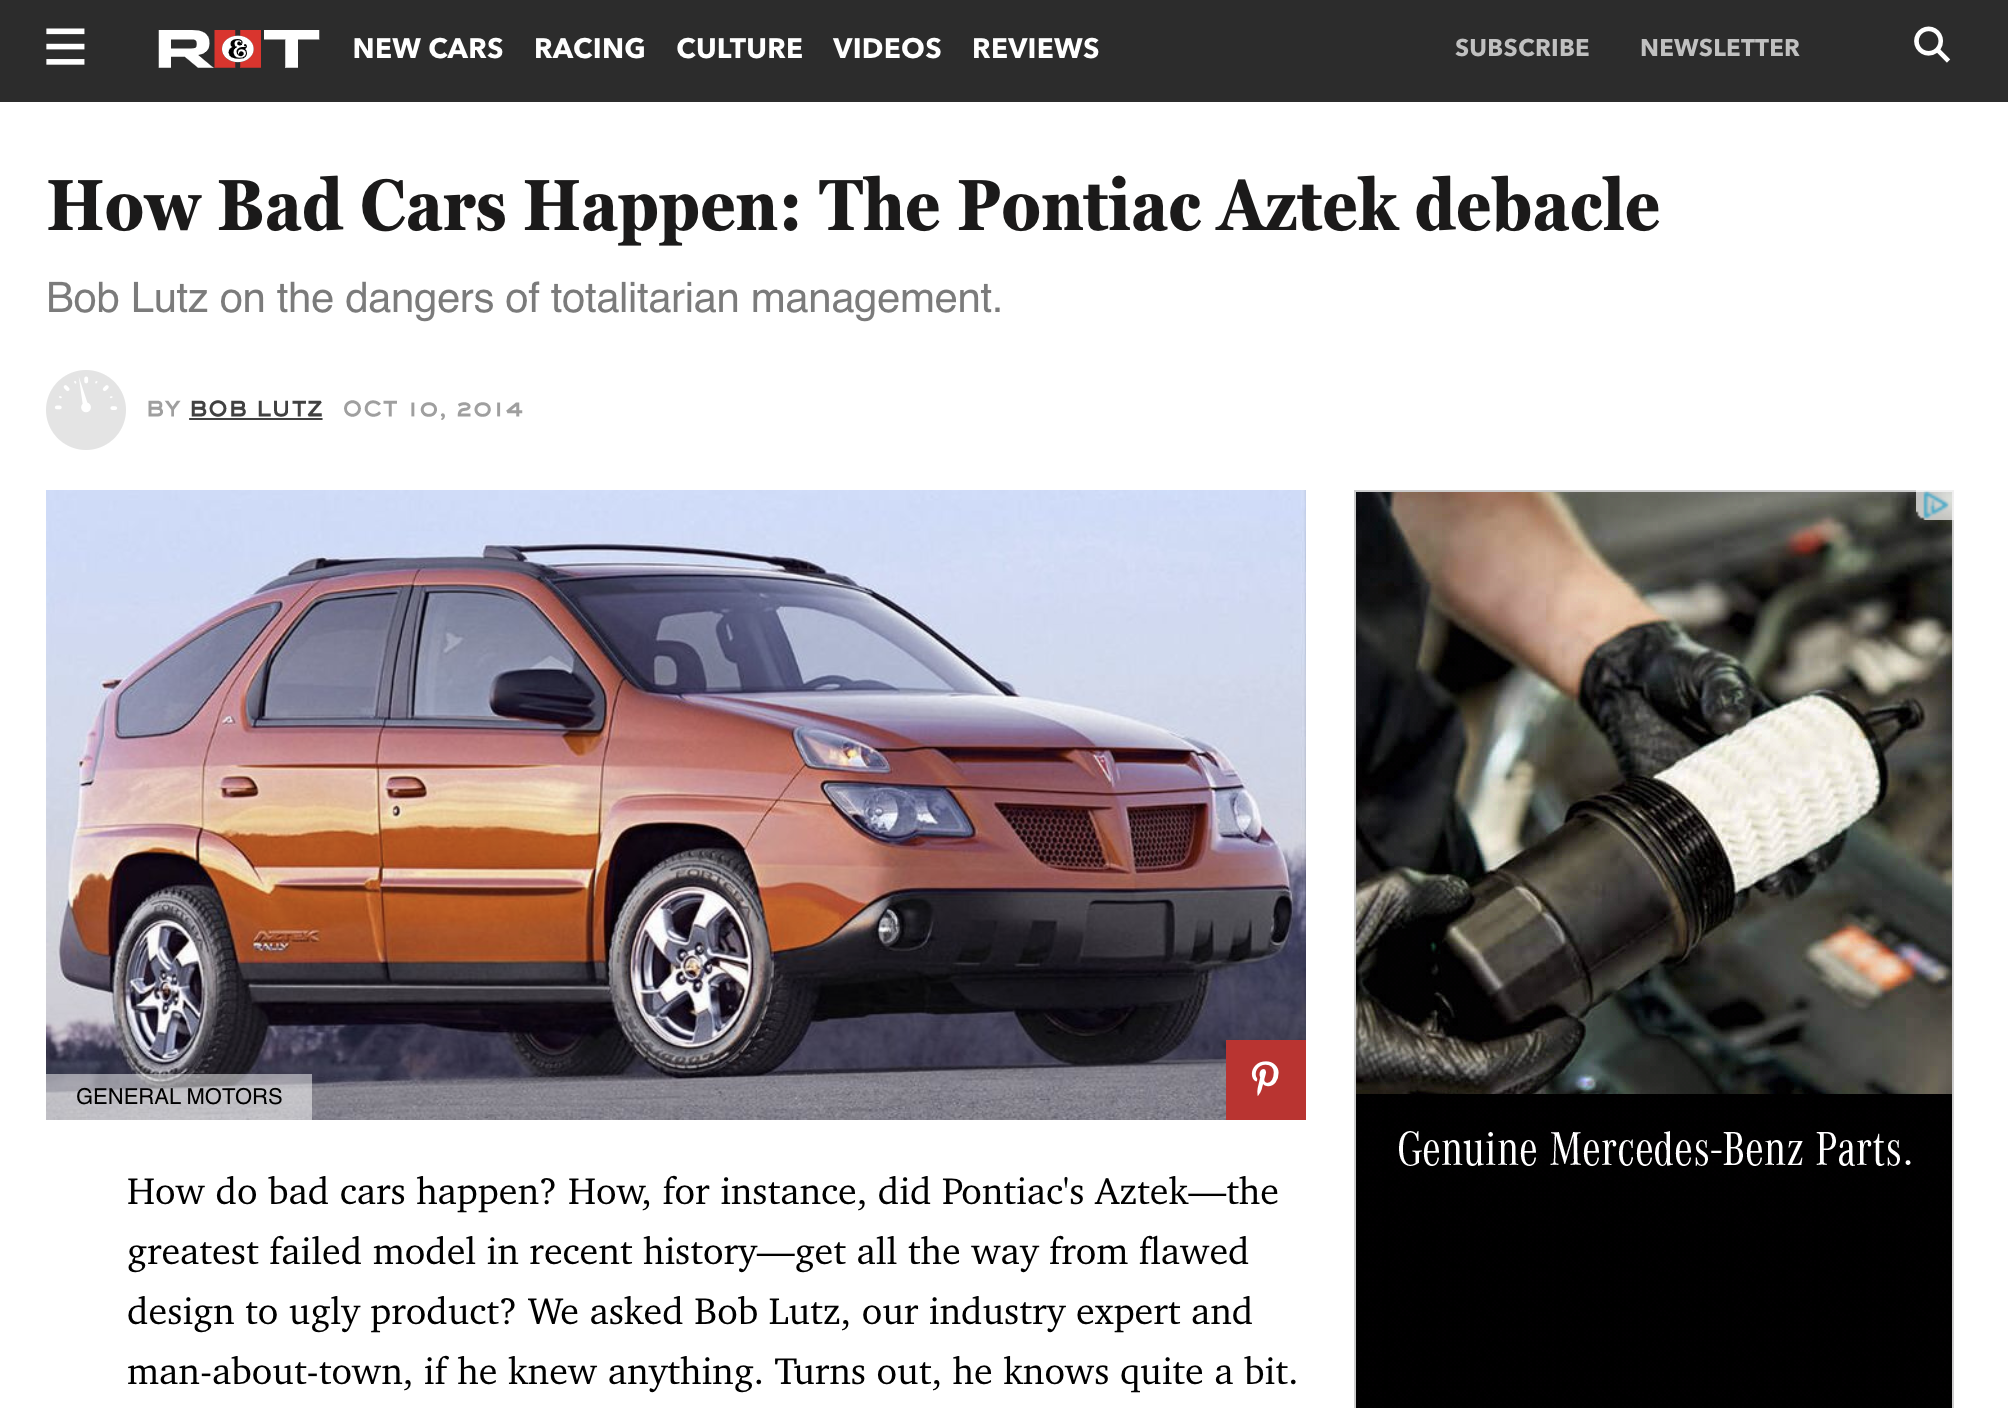 R&T NEW CARS RACING CULTURE VIDEOS REVIEWS SUBSCRIBE NEWSLETTER
How Bad Cars Happen: The Pontiac Aztek debacle
Bob Lutz on the dangers of totalitarian management.
BY BOB LUTZ OCT 10, 2014
AZTEK
RALLY
GENERAL MOTORS
Genuine Mercedes-Benz Parts.
How do bad cars happen? How, for instance, did Pontiac's Aztek—the
greatest failed model in recent history—get all the way from flawed
design to ugly product? We asked Bob Lutz, our industry expert and
man-about-town, if he knew anything. Turns out, he knows quite a bit.